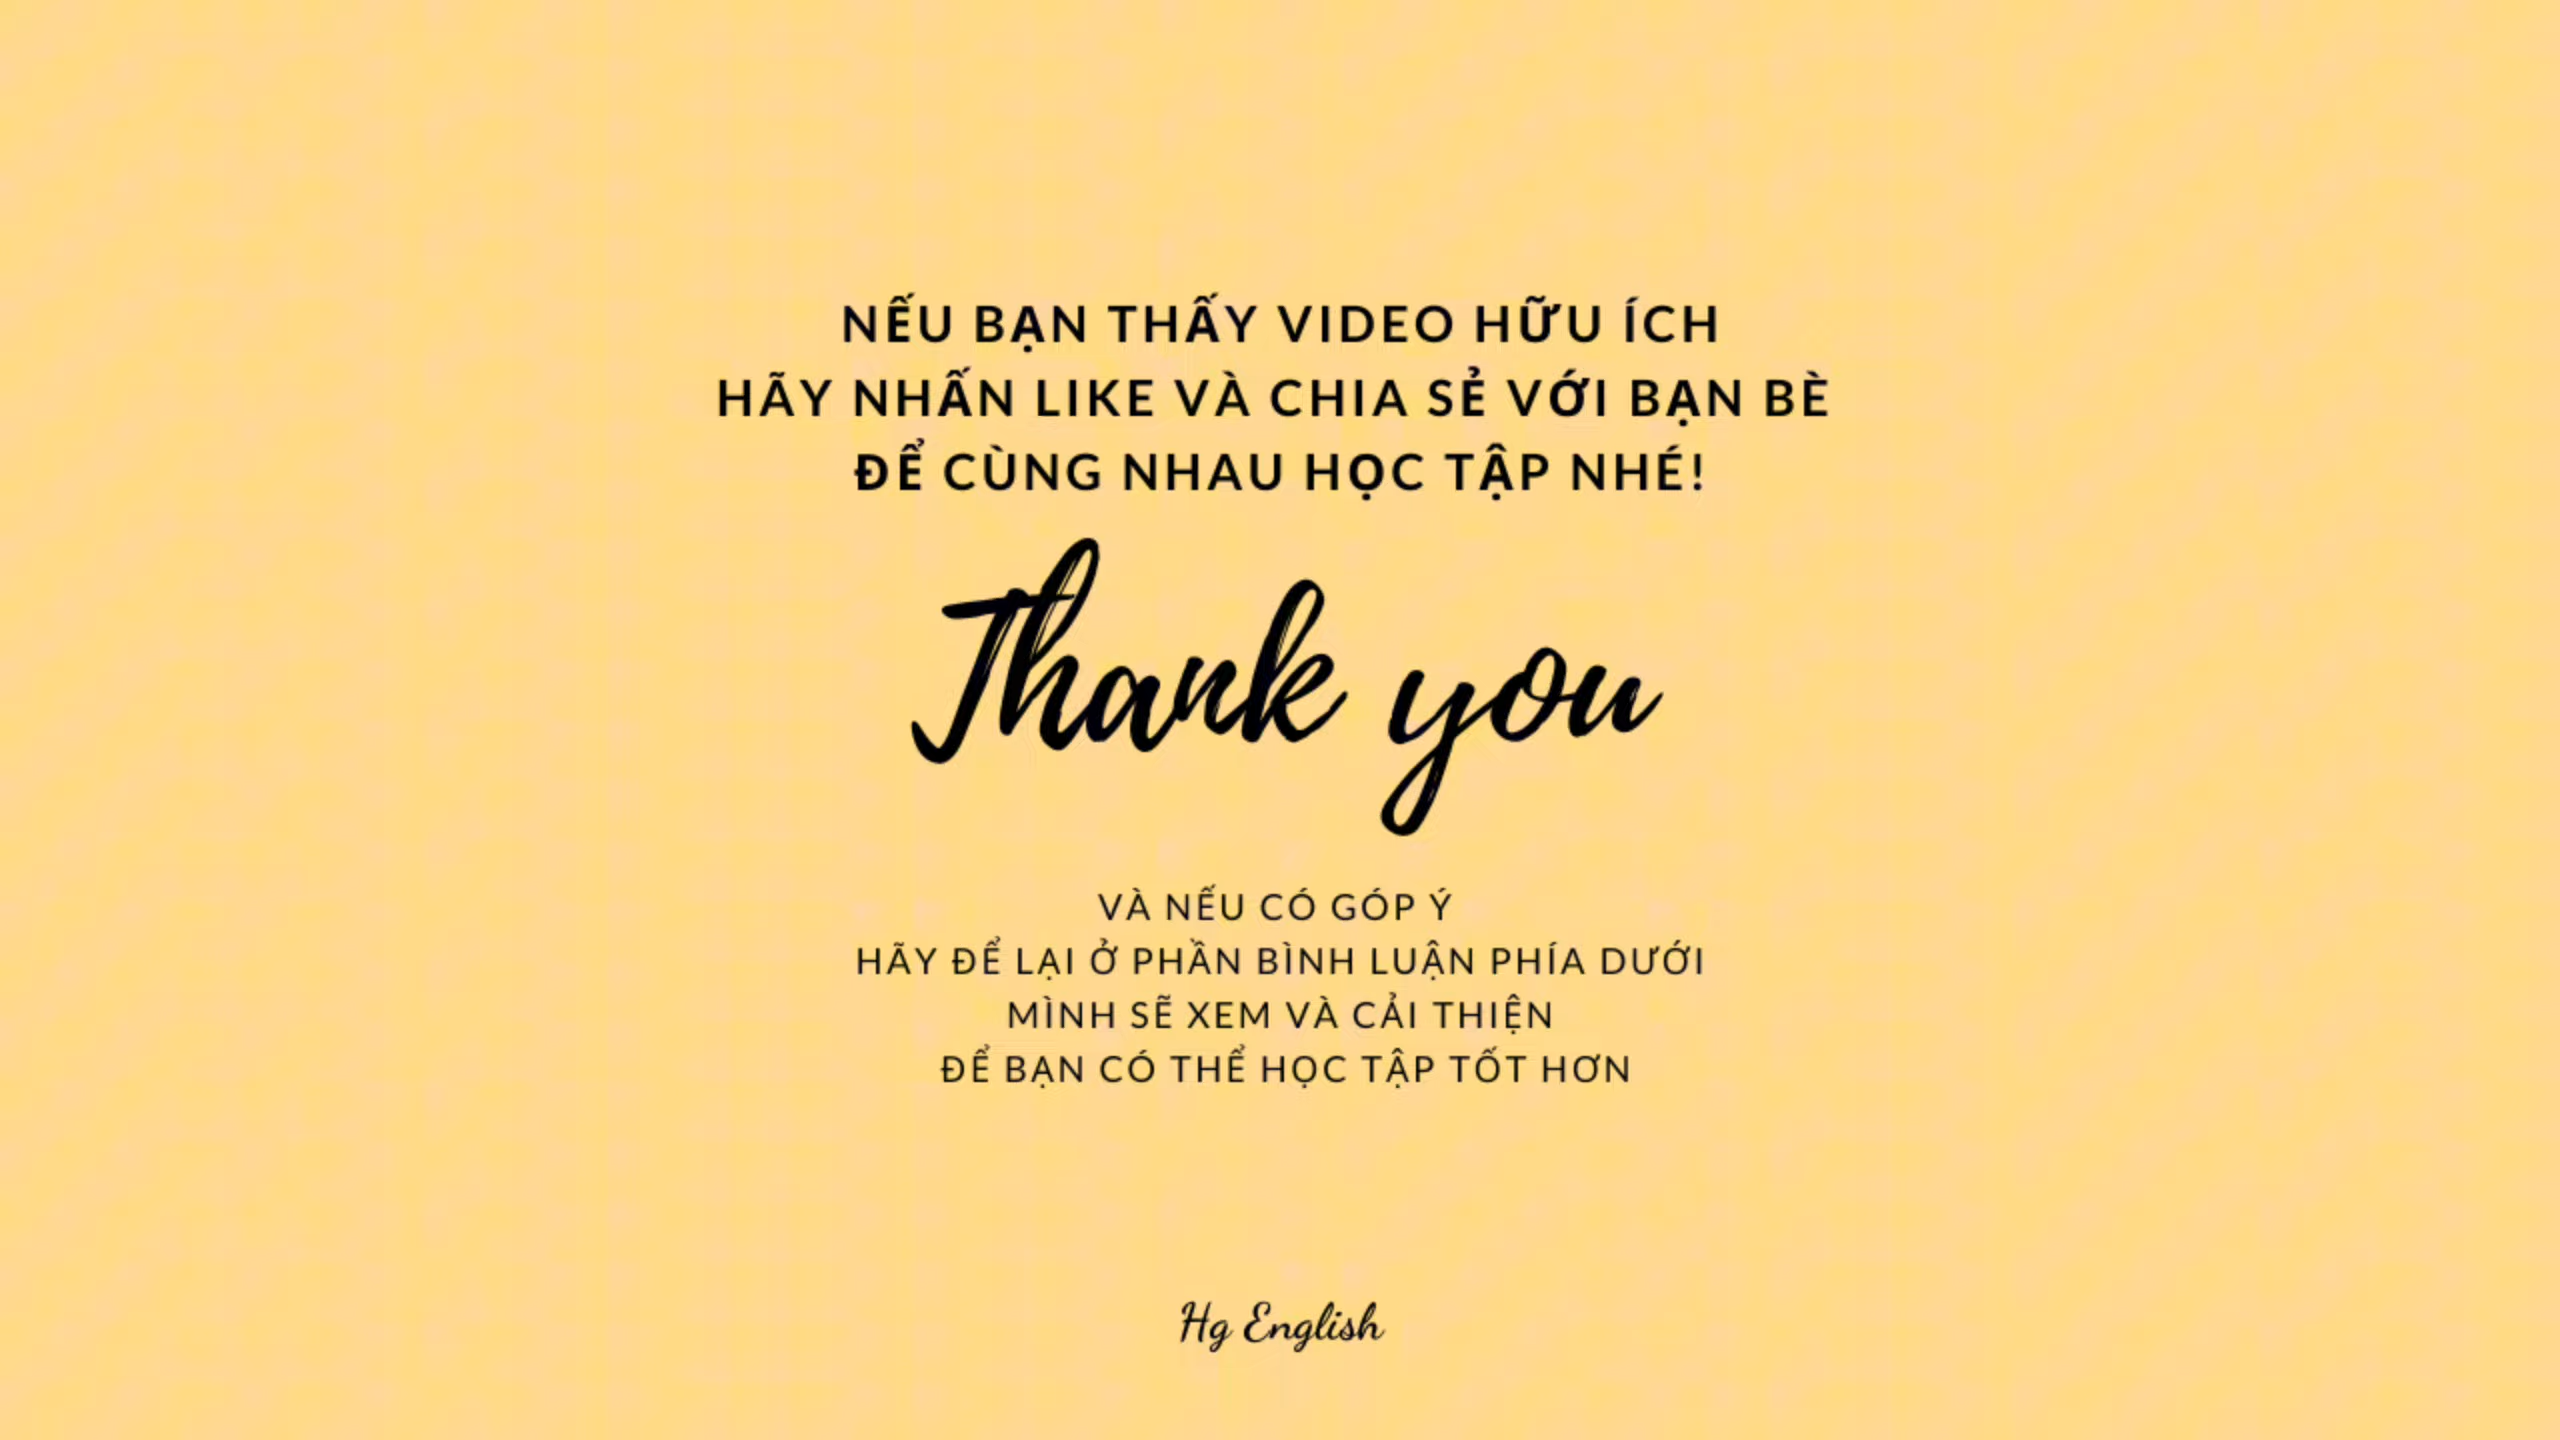 NẾU BẠN THẤY VIDEO HỮU ÍCH
HÃY NHẤN LIKE VÀ CHIA SẺ VỚI BẠN BÈ
ĐỂ CÙNG NHAU HỌC TẬP NHÉ!
Thank you
VÀ NẾU CÓ GÓP Ý
HÃY ĐỂ LẠI Ở PHẦN BÌNH LUẬN PHÍA DƯỚI
MÌNH SẼ XEM VÀ CẢI THIỆN
ĐỂ BẠN CÓ THỂ HỌC TẬP TỐT HƠN
Hg English